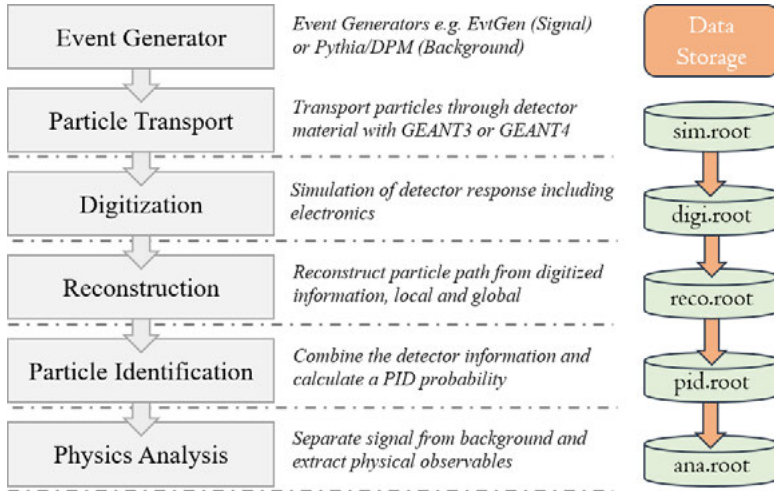 Event Generator
Event Generators e.g. EvtGen (Signal)
or Pythia/DPM (Background)
Data
Storage
Particle Transport
Transport particles through detector
material with GEANT3 or GEANT4
sim.root
Digitization
Simulation of detector response including
electronics
digi.root
Reconstruction
Reconstruct particle path from digitized
information, local and global
reco.root
Particle Identification
Combine the detector information and
calculate a PID probability
pid.root
Physics Analysis
Separate signal from background and
extract physical observables
ana.root